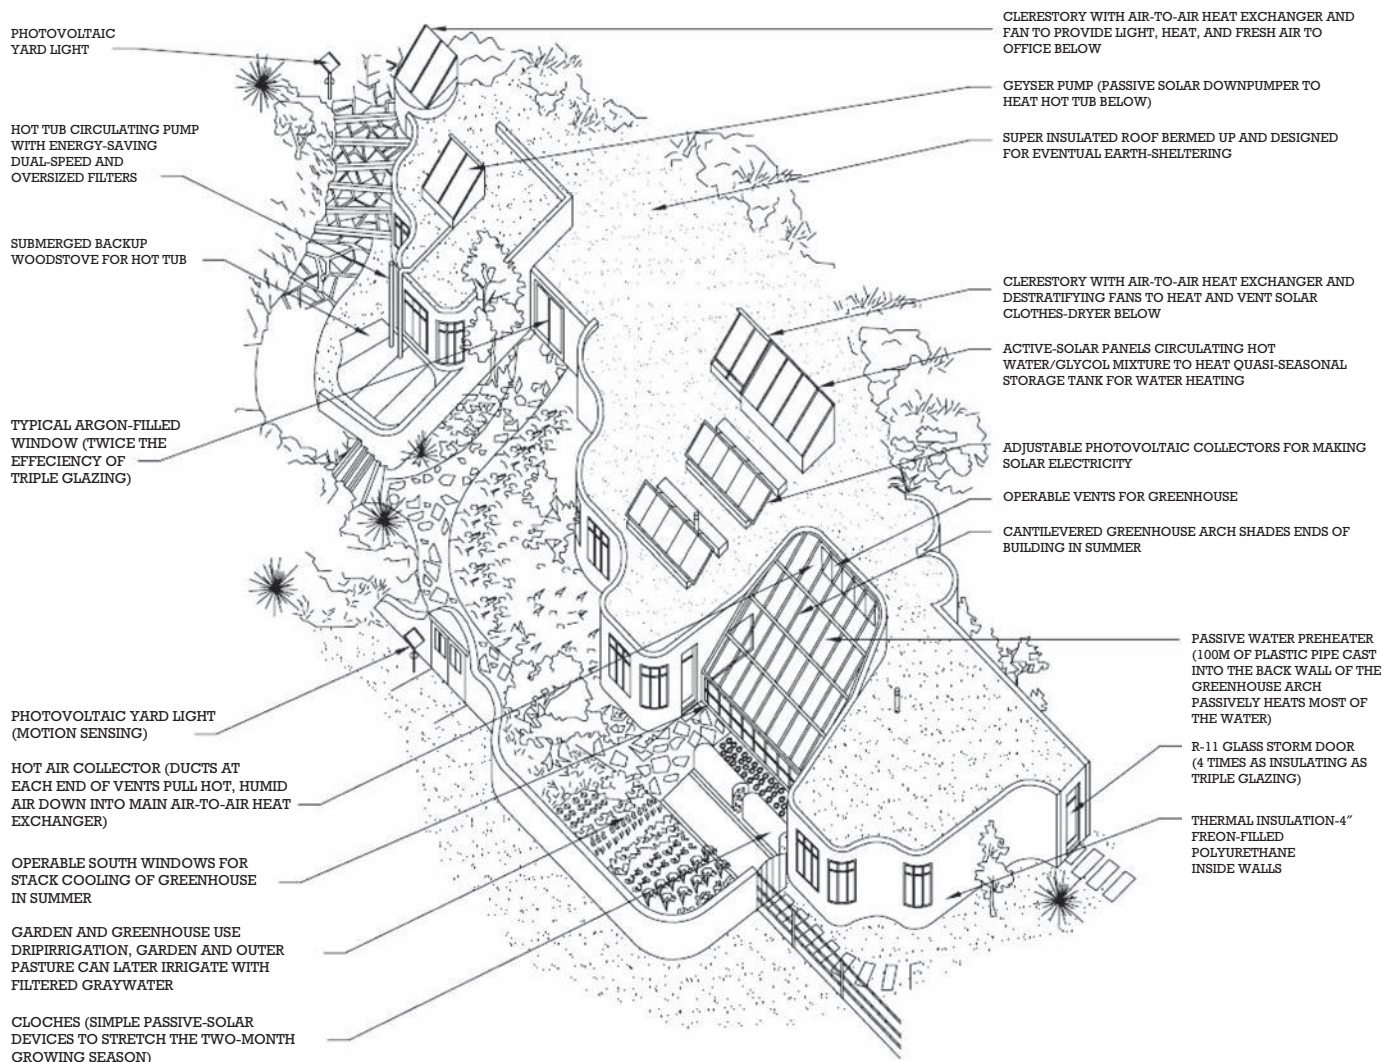 PHOTOVOLTAIC
YARD LIGHT
HOT TUB CIRCULATING PUMP
WITH ENERGY-SAVING
DUAL-SPEED AND
OVERSIZED FILTERS
SUBMERGED BACKUP
WOODSTOVE FOR HOT TUB
TYPICAL ARGON-FILLED
WINDOW (TWICE THE
EFFECIENCY OF
TRIPLE GLAZING)
PHOTOVOLTAIC YARD LIGHT
(MOTION SENSING)
HOT AIR COLLECTOR (DUCTS AT
EACH END OF VENTS PULL HOT, HUMID
AIR DOWN INTO MAIN AIR-TO-AIR HEAT
EXCHANGER)
OPERABLE SOUTH WINDOWS FOR
STACK COOLING OF GREENHOUSE
IN SUMMER
GARDEN AND GREENHOUSE USE
DRIPIRRIGATION, GARDEN AND OUTER
PASTURE CAN LATER IRRIGATE WITH
FILTERED GRAYWATER
CLOCHES (SIMPLE PASSIVE-SOLAR
DEVICES TO STRETCH THE TWO-MONTH
GROWING SEASON)
CLERESTORY WITH AIR-TO-AIR HEAT EXCHANGER AND
FAN TO PROVIDE LIGHT, HEAT, AND FRESH AIR TO
OFFICE BELOW
GEYSER PUMP (PASSIVE SOLAR DOWNPUMPER TO
HEAT HOT TUB BELOW)
SUPER INSULATED ROOF BERMED UP AND DESIGNED
FOR EVENTUAL EARTH-SHELTERING
CLERESTORY WITH AIR-TO-AIR HEAT EXCHANGER AND
DESTRATIFYING FANS TO HEAT AND VENT SOLAR
CLOTHES-DRYER BELOW
ACTIVE-SOLAR PANELS CIRCULATING HOT
WATER/GLYCOL MIXTURE TO HEAT QUASI-SEASONAL
STORAGE TANK FOR WATER HEATING
ADJUSTABLE PHOTOVOLTAIC COLLECTORS FOR MAKING
SOLAR ELECTRICITY
OPERABLE VENTS FOR GREENHOUSE
CANTILEVERED GREENHOUSE ARCH SHADES ENDS OF
BUILDING IN SUMMER
PASSIVE WATER PREHEATER
(100M OF PLASTIC PIPE CAST
INTO THE BACK WALL OF THE
GREENHOUSE ARCH
PASSIVELY HEATS MOST OF
THE WATER)
R-11 GLASS STORM DOOR
(4 TIMES AS INSULATING AS
TRIPLE GLAZING)
THERMAL INSULATION-4″
FREON-FILLED
POLYURETHANE
INSIDE WALLS